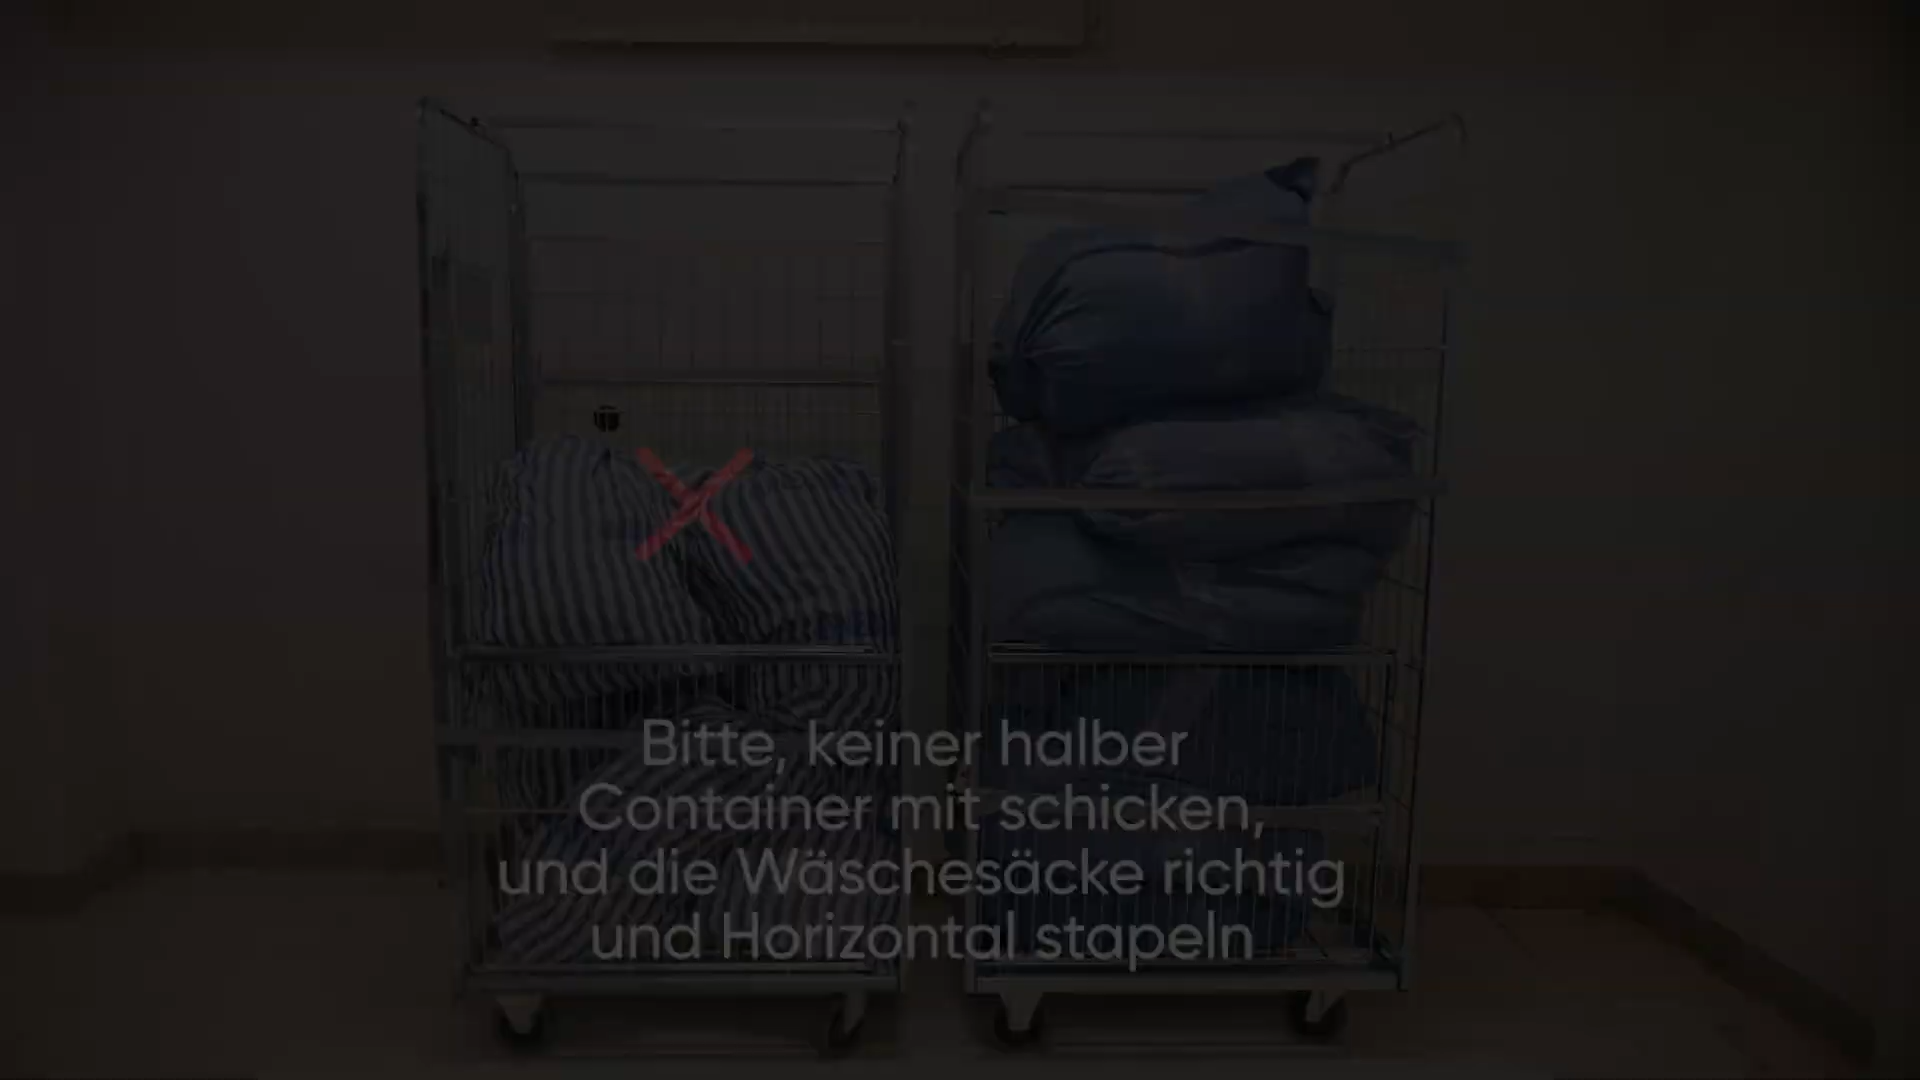 Bitte, keiner halber
Container mit schicken,
und die Wäschesäcke richtig
und Horizontal stapeln